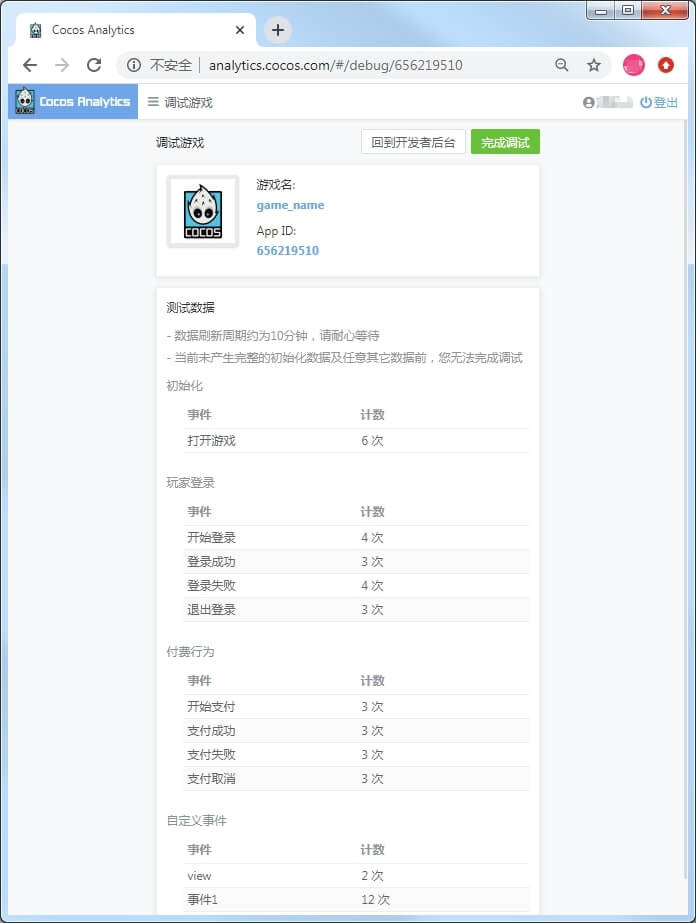 Cocos Analytics
不安全 analytics.cocos.com/#/debug/656219510
COCOS Cocos Analytics 调试游戏 登出
调试游戏 回到开发者后台 完成调试
COCOS
游戏名:
game_name
App ID:
656219510
测试数据
- 数据刷新周期约为10分钟，请耐心等待
- 当前未产生完整的初始化数据及任意其它数据前，您无法完成调试
初始化
事件 计数
打开游戏 6 次
玩家登录
事件 计数
开始登录 4 次
登录成功 3 次
登录失败 4 次
退出登录 3 次
付费行为
事件 计数
开始支付 3 次
支付成功 3 次
支付失败 3 次
支付取消 3 次
自定义事件
事件 计数
view 2 次
事件1 12 次